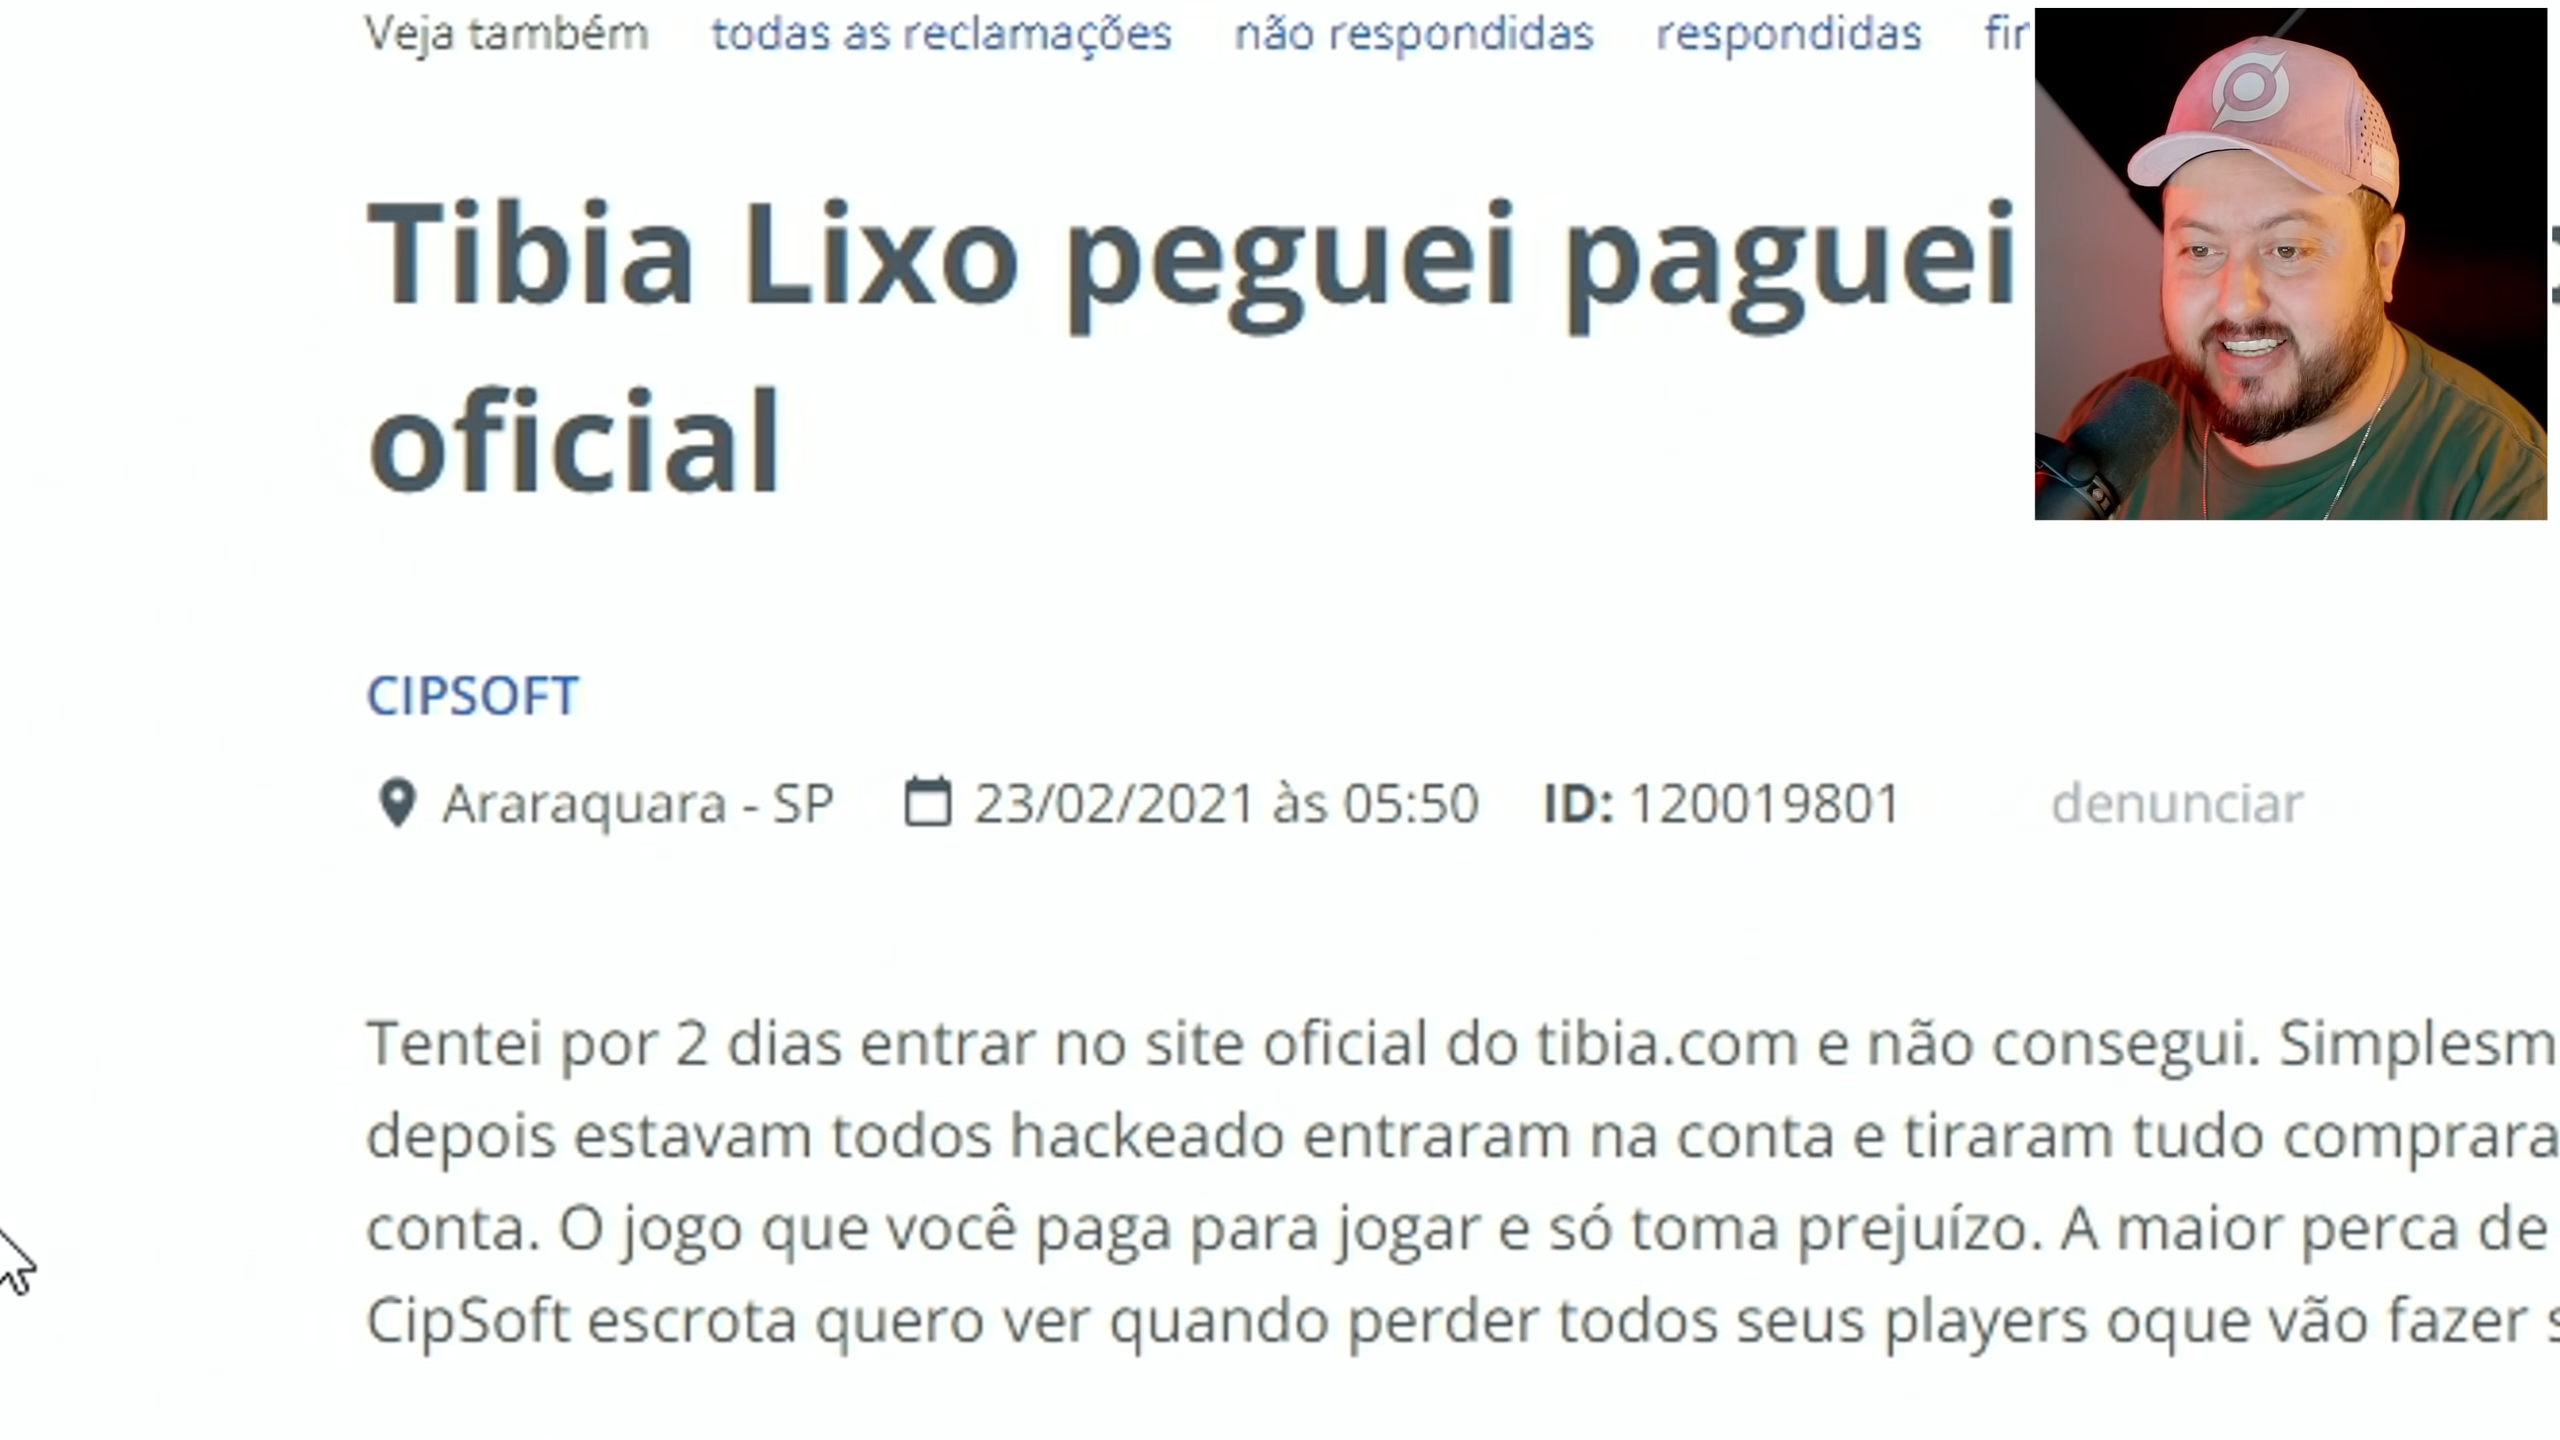 Veja também todas as reclamações não respondidas respondidas
Tibia Lixo peguei paguei
oficial
CIPSOFT
Araraquara - SP 23/02/2021 às 05:50 ID: 120019801 denunciar
Tentei por 2 dias entrar no site oficial do tibia.com e não consegui. Simplesm
depois estavam todos hackeado entraram na conta e tiraram tudo comprara
conta. O jogo que você paga para jogar e só toma prejuízo. A maior perca de
CipSoft escrota quero ver quando perder todos seus players oque vão fazer